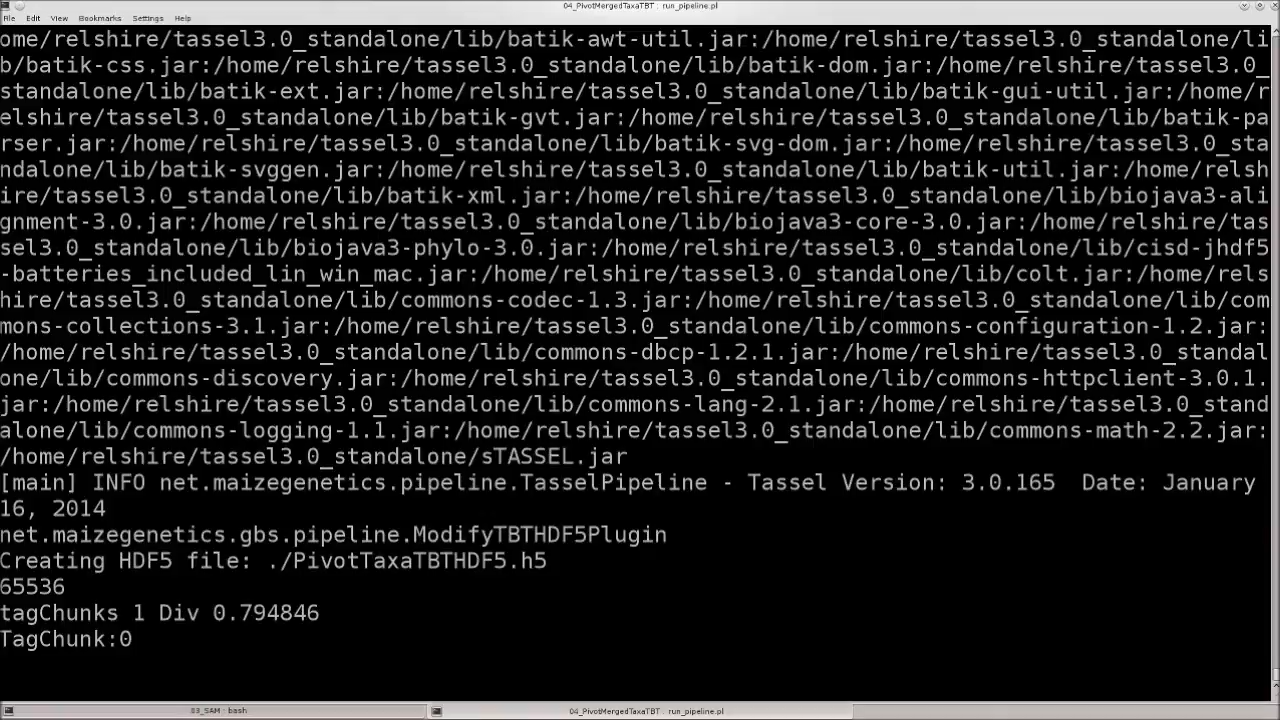 04_PivotMergedTaxaTBT : run_pipeline.pl
File Edit View Bookmarks Settings Help
ome/relshire/tassel3.0_standalone/lib/batik-awt-util.jar:/home/relshire/tassel3.0_standalone/li
b/batik-css.jar:/home/relshire/tassel3.0_standalone/lib/batik-dom.jar:/home/relshire/tassel3.0_
standalone/lib/batik-ext.jar:/home/relshire/tassel3.0_standalone/lib/batik-gui-util.jar:/home/r
elshire/tassel3.0_standalone/lib/batik-gvt.jar:/home/relshire/tassel3.0_standalone/lib/batik-pa
rser.jar:/home/relshire/tassel3.0_standalone/lib/batik-svg-dom.jar:/home/relshire/tassel3.0_sta
ndalone/lib/batik-svggen.jar:/home/relshire/tassel3.0_standalone/lib/batik-util.jar:/home/relsh
ire/tassel3.0_standalone/lib/batik-xml.jar:/home/relshire/tassel3.0_standalone/lib/biojava3-ali
gnment-3.0.jar:/home/relshire/tassel3.0_standalone/lib/biojava3-core-3.0.jar:/home/relshire/tas
sel3.0_standalone/lib/biojava3-phylo-3.0.jar:/home/relshire/tassel3.0_standalone/lib/cisd-jhdf5
-batteries_included_lin_win_mac.jar:/home/relshire/tassel3.0_standalone/lib/colt.jar:/home/rels
hire/tassel3.0_standalone/lib/commons-codec-1.3.jar:/home/relshire/tassel3.0_standalone/lib/com
mons-collections-3.1.jar:/home/relshire/tassel3.0_standalone/lib/commons-configuration-1.2.jar:
/home/relshire/tassel3.0_standalone/lib/commons-dbcp-1.2.1.jar:/home/relshire/tassel3.0_standal
one/lib/commons-discovery.jar:/home/relshire/tassel3.0_standalone/lib/commons-httpclient-3.0.1.
jar:/home/relshire/tassel3.0_standalone/lib/commons-lang-2.1.jar:/home/relshire/tassel3.0_stand
alone/lib/commons-logging-1.1.jar:/home/relshire/tassel3.0_standalone/lib/commons-math-2.2.jar:
/home/relshire/tassel3.0_standalone/sTASSEL.jar
[main] INFO net.maizegenetics.pipeline.TasselPipeline - Tassel Version: 3.0.165  Date: January
16, 2014
net.maizegenetics.gbs.pipeline.ModifyTBTHDF5Plugin
Creating HDF5 file: ./PivotTaxaTBTHDF5.h5
65536
tagChunks 1 Div 0.794846
TagChunk:0
03_SAM : bash
04_PivotMergedTaxaTBT : run_pipeline.pl